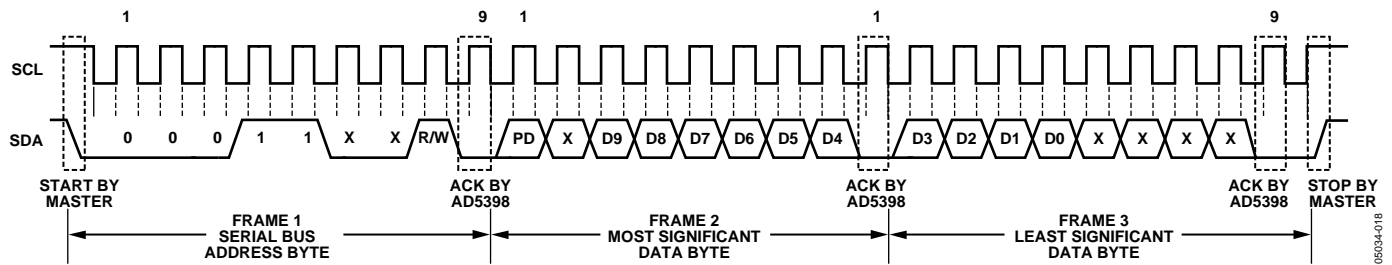 1 9 1 1 9
SCL
SDA 0 0 0 1 1 X X R/W PD X D9 D8 D7 D6 D5 D4 D3 D2 D1 D0 X X X X
START BY
MASTER
ACK BY
AD5398
ACK BY
AD5398
ACK BY
AD5398
STOP BY
MASTER
FRAME 1
SERIAL BUS
ADDRESS BYTE
FRAME 2
MOST SIGNIFICANT
DATA BYTE
FRAME 3
LEAST SIGNIFICANT
DATA BYTE
05034-018